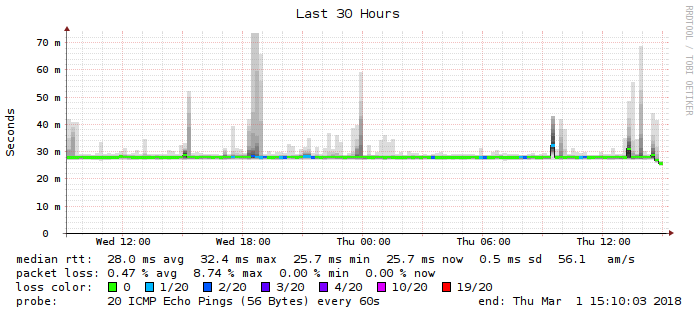 Last 30 Hours
RRDTOOL / TOBI OETIKER
Seconds
70 m
60 m
50 m
40 m
30 m
20 m
10 m
0
Wed 12:00 Wed 18:00 Thu 00:00 Thu 06:00 Thu 12:00
median rtt: 28.0 ms avg 32.4 ms max 25.7 ms min 25.7 ms now 0.5 ms sd 56.1 am/s
packet loss: 0.47 % avg 8.74 % max 0.00 % min 0.00 % now
loss color: 0 1/20 2/20 3/20 4/20 10/20 19/20
probe: 20 ICMP Echo Pings (56 Bytes) every 60s end: Thu Mar 1 15:10:03 2018